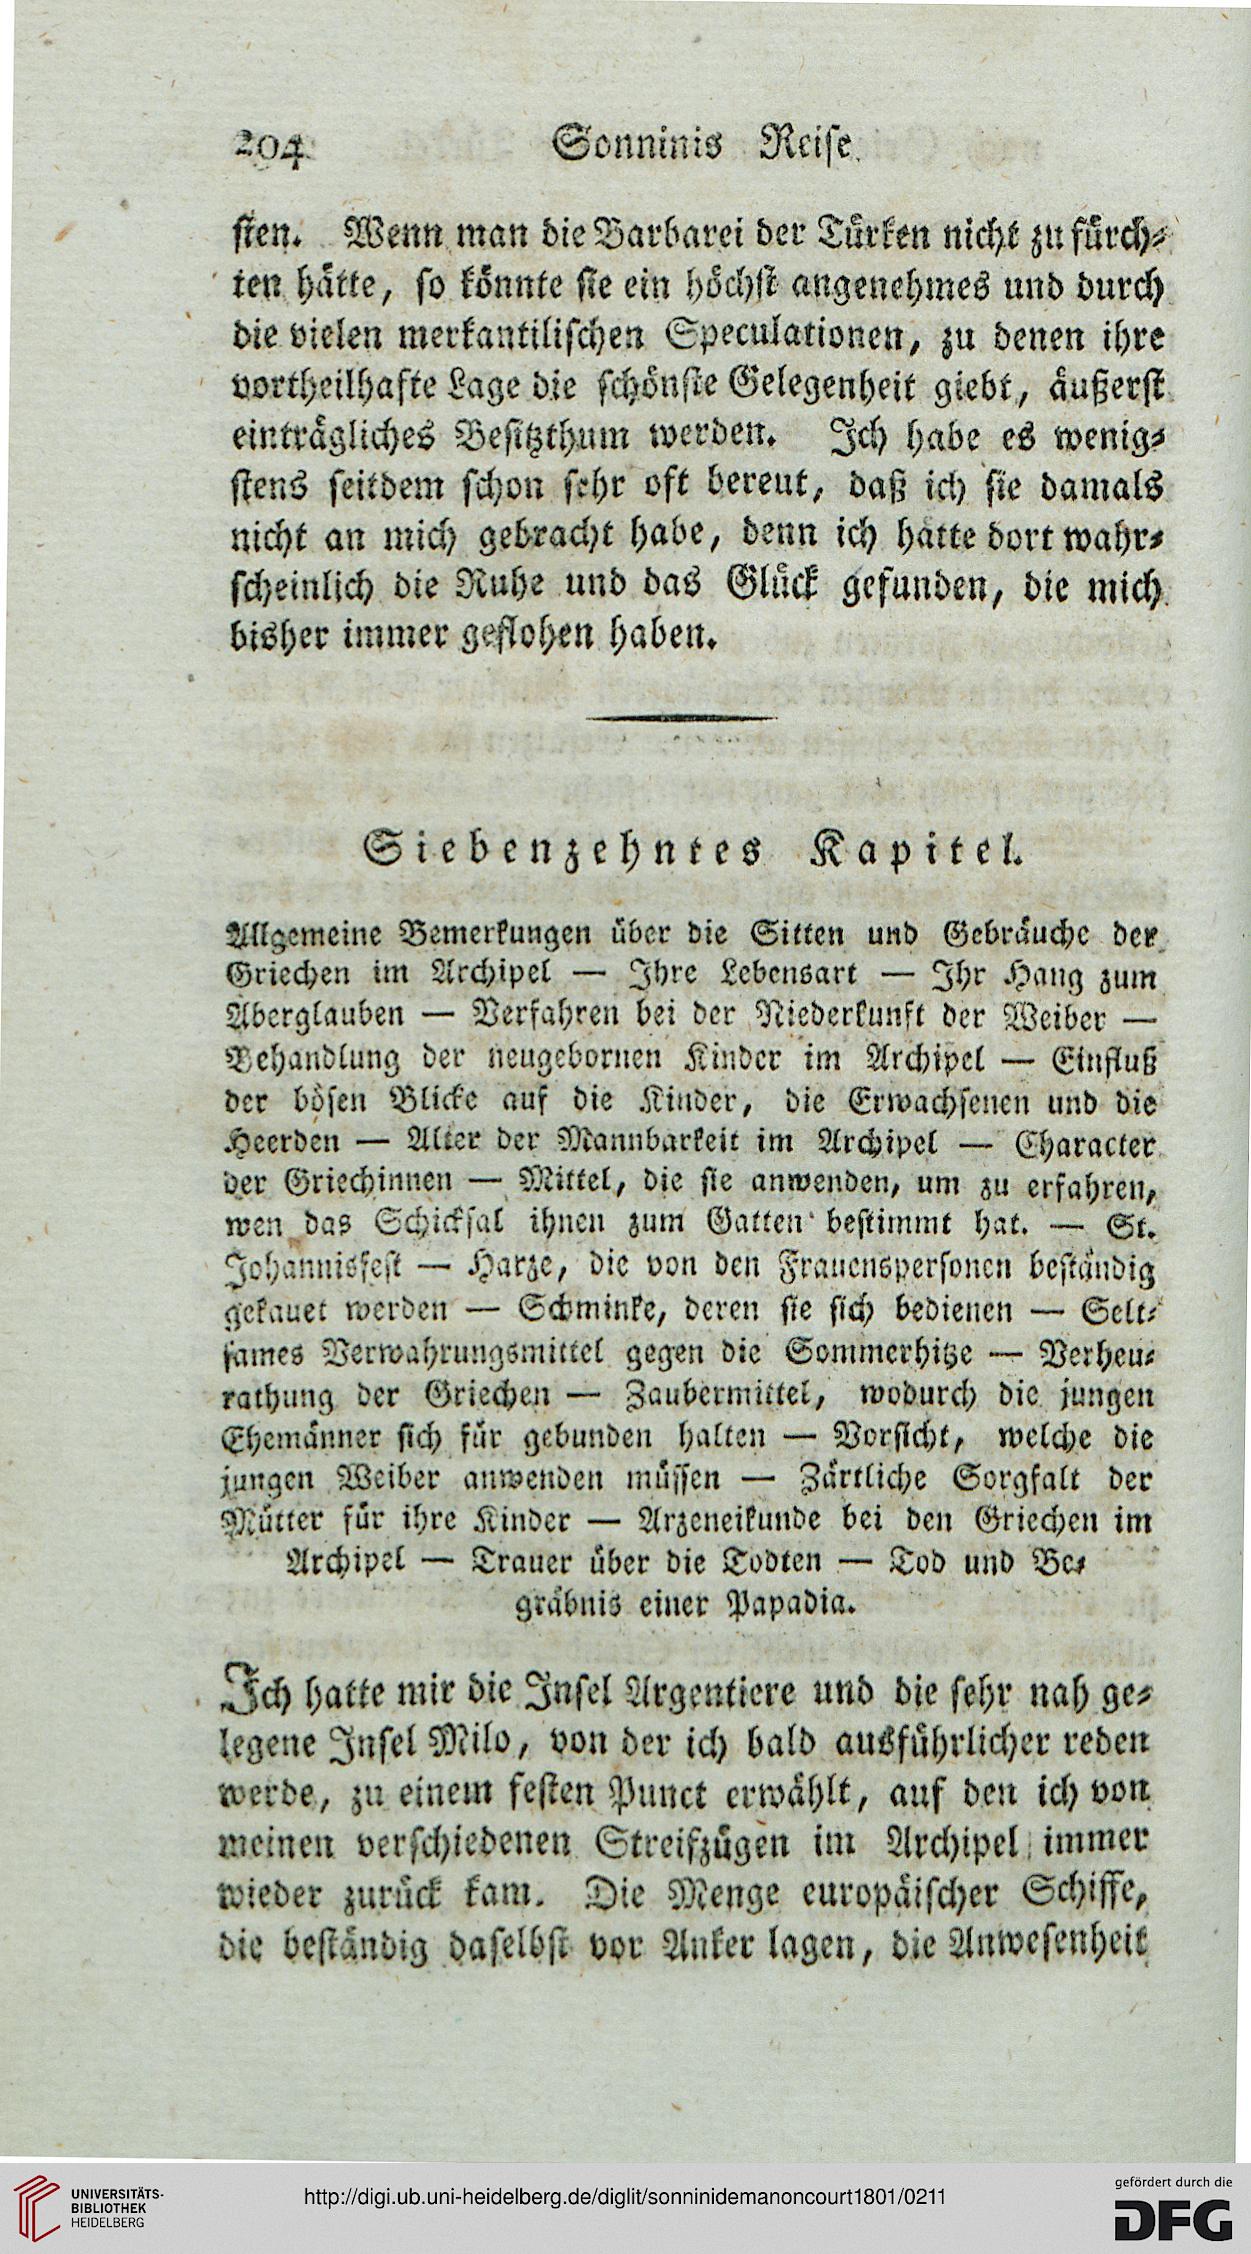 204 Sonninis Reise.
sten. Wenn man die Barbarei der Türken nicht zu fürch-
ten hätte, so könnte sie ein höchst angenehmes und durch
die vielen merkantilischen Speculationen, zu denen ihre
vortheilhafte Lage die schönste Gelegenheit giebt, äußerst
einträgliches Besitzthum werden. Ich habe es wenig-
stens seitdem schon sehr oft bereut, daß ich sie damals
nicht an mich gebracht habe, denn ich hätte dort wahr-
scheinlich die Ruhe und das Glück gefunden, die mich
bisher immer geflohen haben.
Siebenzehntes Kapitel.
Allgemeine Bemerkungen über die Sitten und Gebräuche der
Griechen im Archipel — Ihre Lebensart — Ihr Hang zum
Aberglauben — Verfahren bei der Niederkunft der Weiber —
Behandlung der neugebornen Kinder im Archipel — Einfluß
der bösen Blicke auf die Kinder, die Erwachsenen und die
Heerden — Alter der Mannbarkeit im Archipel — Character
der Griechinnen — Mittel, die sie anwenden, um zu erfahren,
wen das Schicksal ihnen zum Gatten bestimmt hat. — St.
Johannisfest — Harze, die von den Frauenspersonen beständig
gekauet werden — Schminke, deren sie sich bedienen — Selt-
sames Verwahrungsmittel gegen die Sommerhitze — Verheu-
rathung der Griechen — Zaubermittel, wodurch die jungen
Ehemänner sich für gebunden halten — Vorsicht, welche die
jungen Weiber anwenden müssen — Zärtliche Sorgfalt der
Mütter für ihre Kinder — Arzeneikunde bei den Griechen im
Archipel — Trauer über die Todten — Tod und Be-
gräbnis einer Papadia.
Ich hatte mir die Insel Argentiere und die sehr nah ge-
legene Insel Milo, von der ich bald ausführlicher reden
werde, zu einem festen Punct erwählt, auf den ich von
meinen verschiedenen Streifzügen im Archipel immer
wieder zurück kam. Die Menge europäischer Schiffe,
die beständig daselbst vor Anker lagen, die Anwesenheit
UNIVERSITÄTS-
BIBLIOTHEK
HEIDELBERG
http://digi.ub.uni-heidelberg.de/diglit/sonninidemanoncourt1801/0211
gefördert durch die
DFG